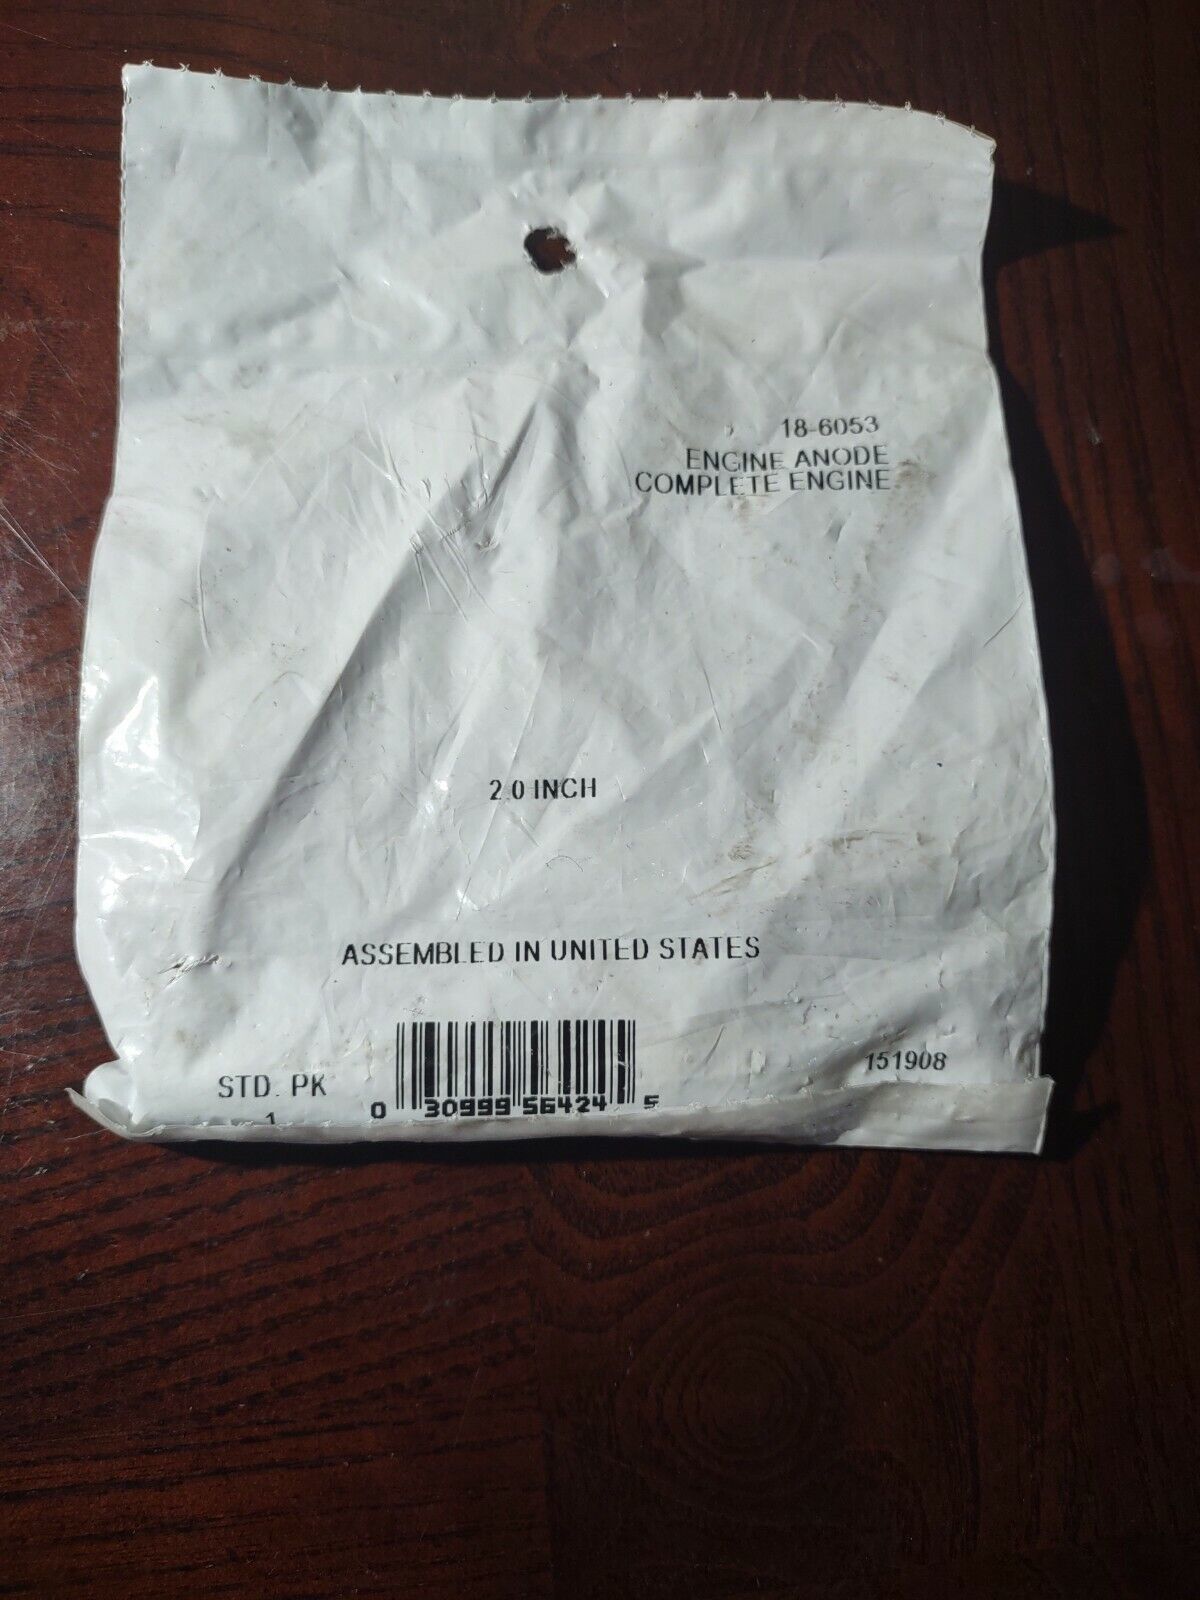 18-6053
ENGINE ANODE
COMPLETE ENGINE
2.0 INCH
ASSEMBLED IN UNITED STATES
151908
STD. PK
1
0 30999 56424 5